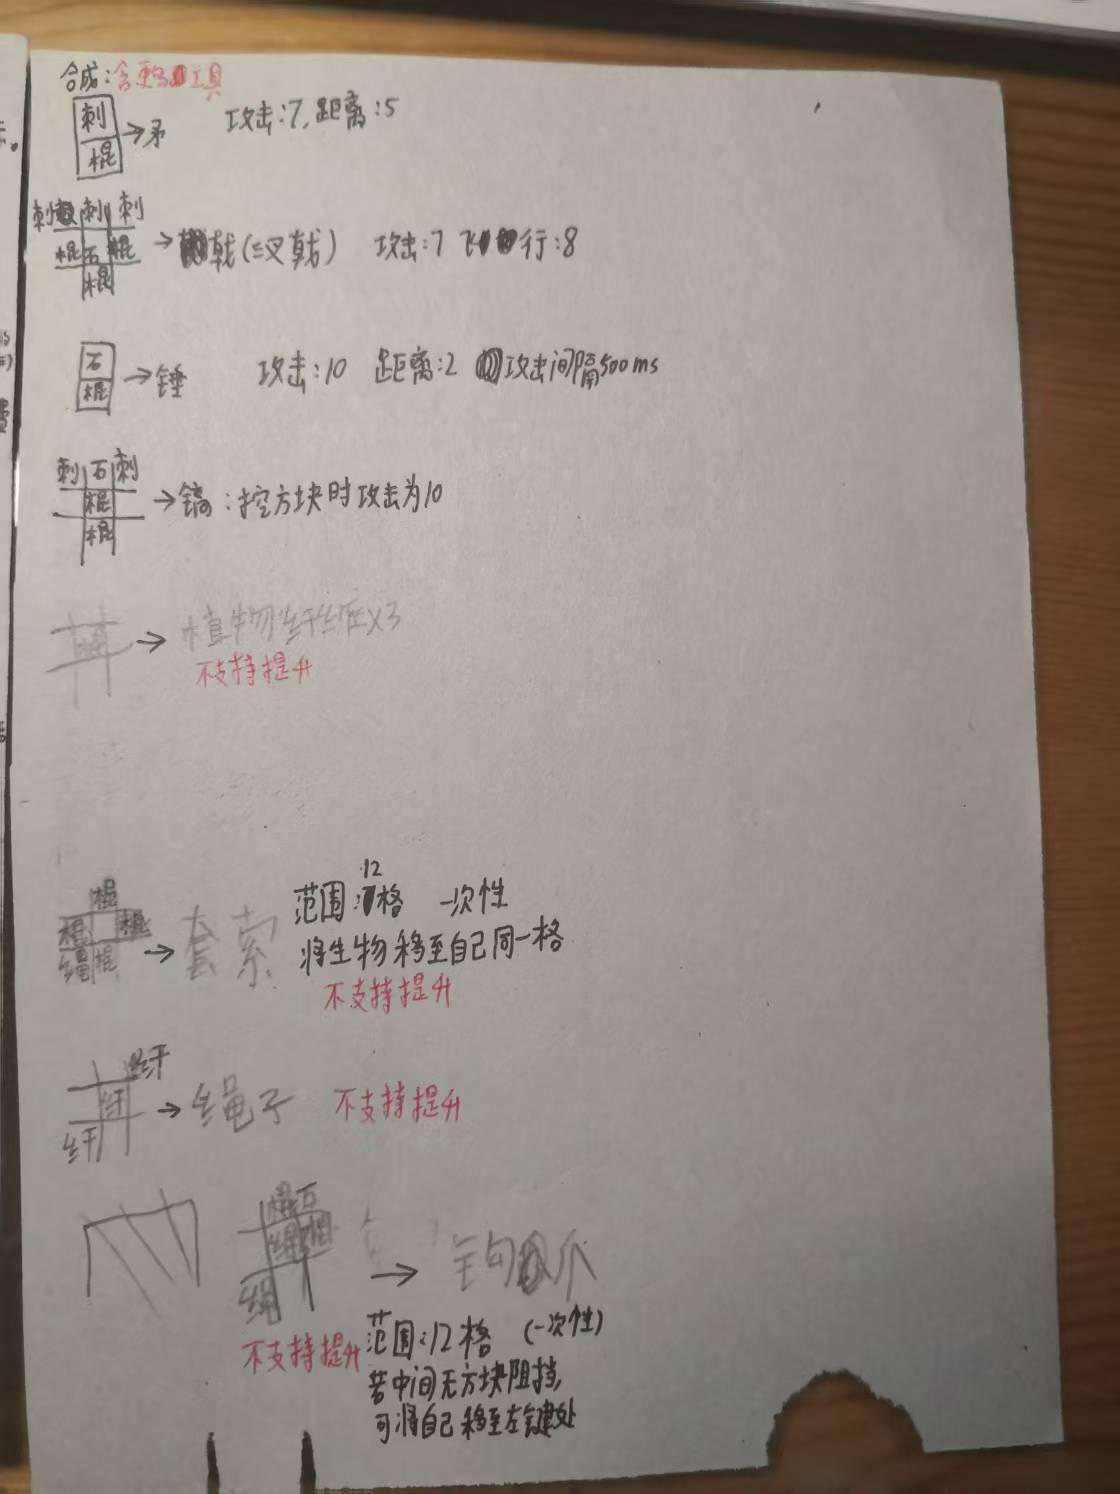 合成:含更多工具
刺
棍
→矛 攻击:7,距离:5
刺 刺 刺
棍 石 棍
棍
→戟(三叉戟) 攻击:7 飞行:8
石
棍
→锤 攻击:10 距离:2 攻击间隔500ms
刺 石 刺
棍
棍
→镐:挖方块时攻击为10
→植物纤维x3
不支持提升
棍
棍 棍
绳 棍
→套索 范围:12格 一次性
将生物移至自己同一格
不支持提升
纤
纤
纤
→绳子 不支持提升
棍 石
绳 棍
绳
→钩爪
不支持提升
范围:12格 (一次性)
若中间无方块阻挡,
可将自己移至左键处